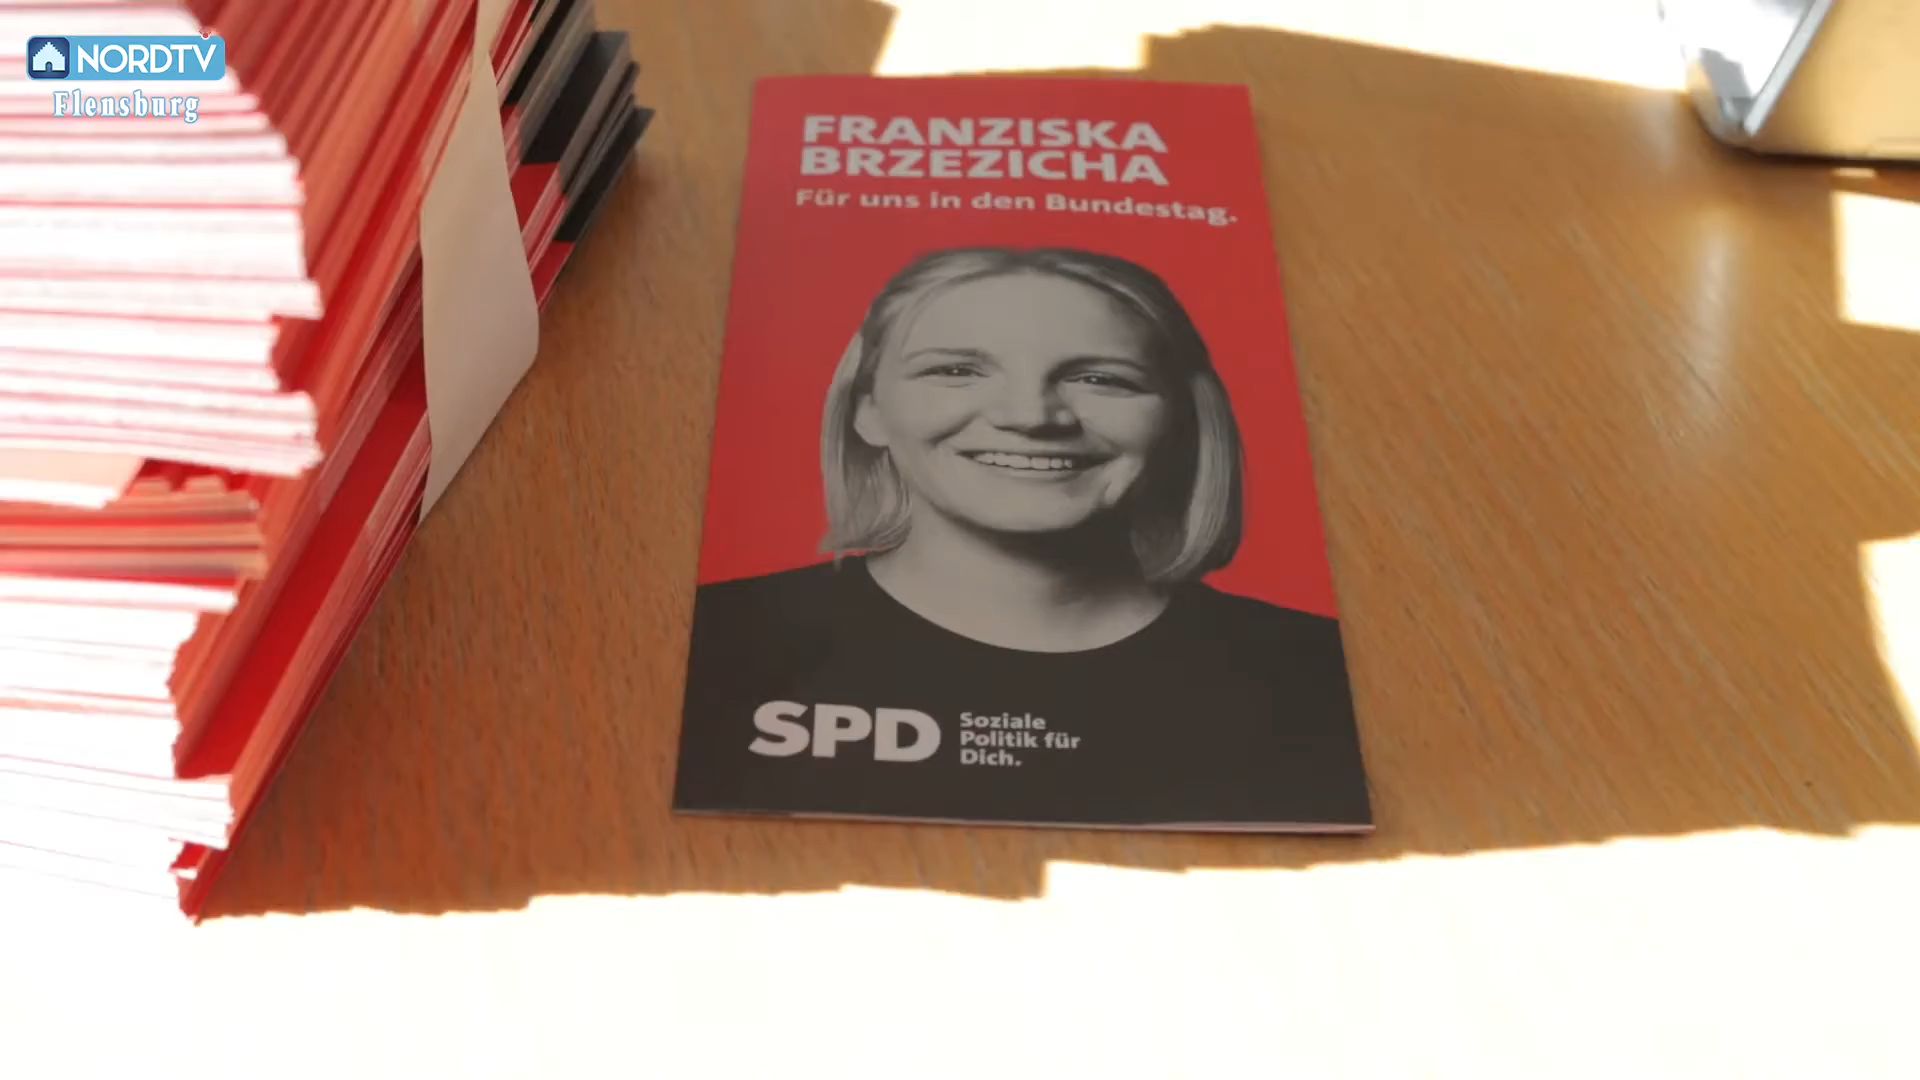 NORDTV
Flensburg
FRANZISKA
BRZEZICHA
Für uns in den Bundestag.
SPD
Soziale
Politik für
Dich.